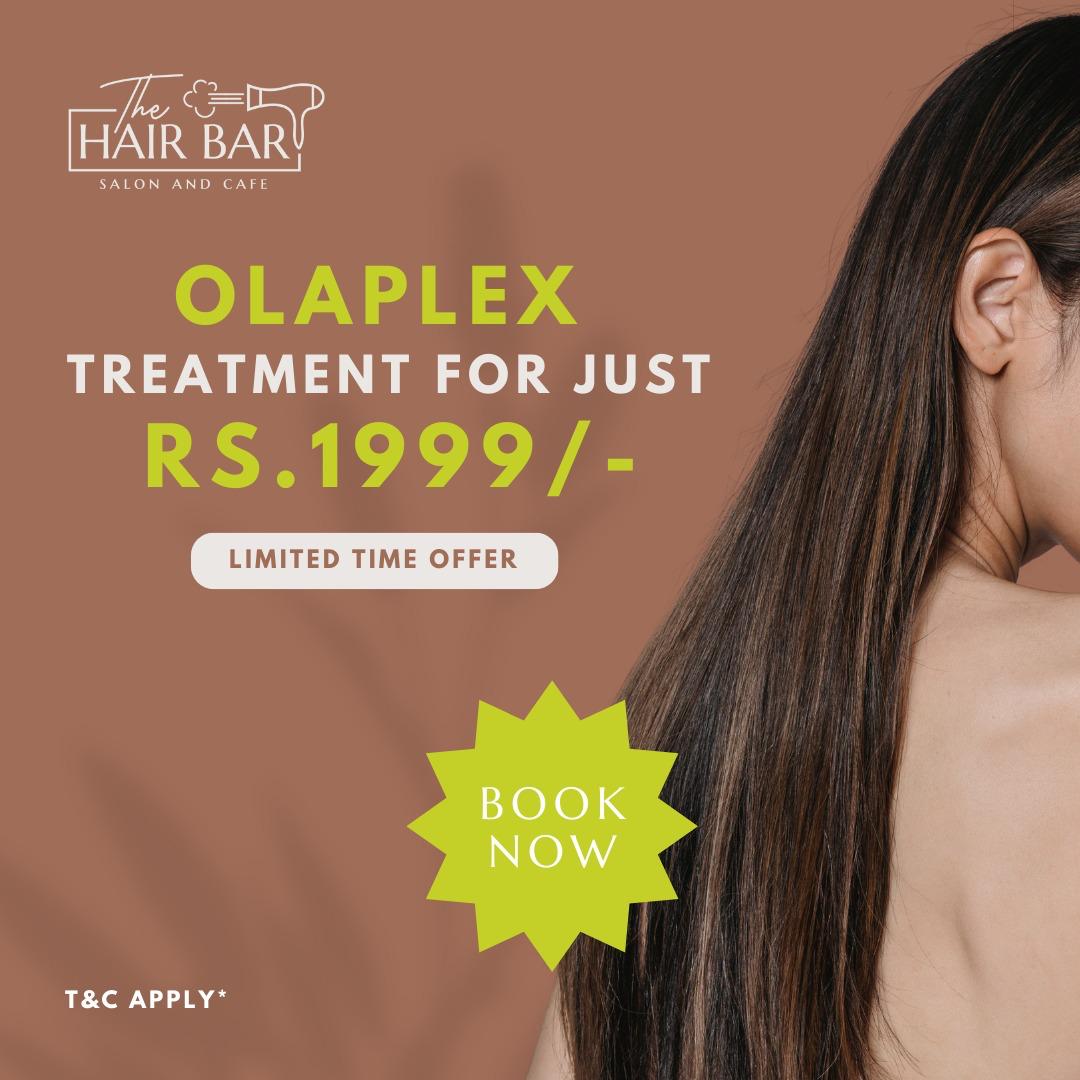 The
HAIR BAR
SALON AND CAFE
OLAPLEX
TREATMENT FOR JUST
RS.1999/-
LIMITED TIME OFFER
BOOK
NOW
T&C APPLY*